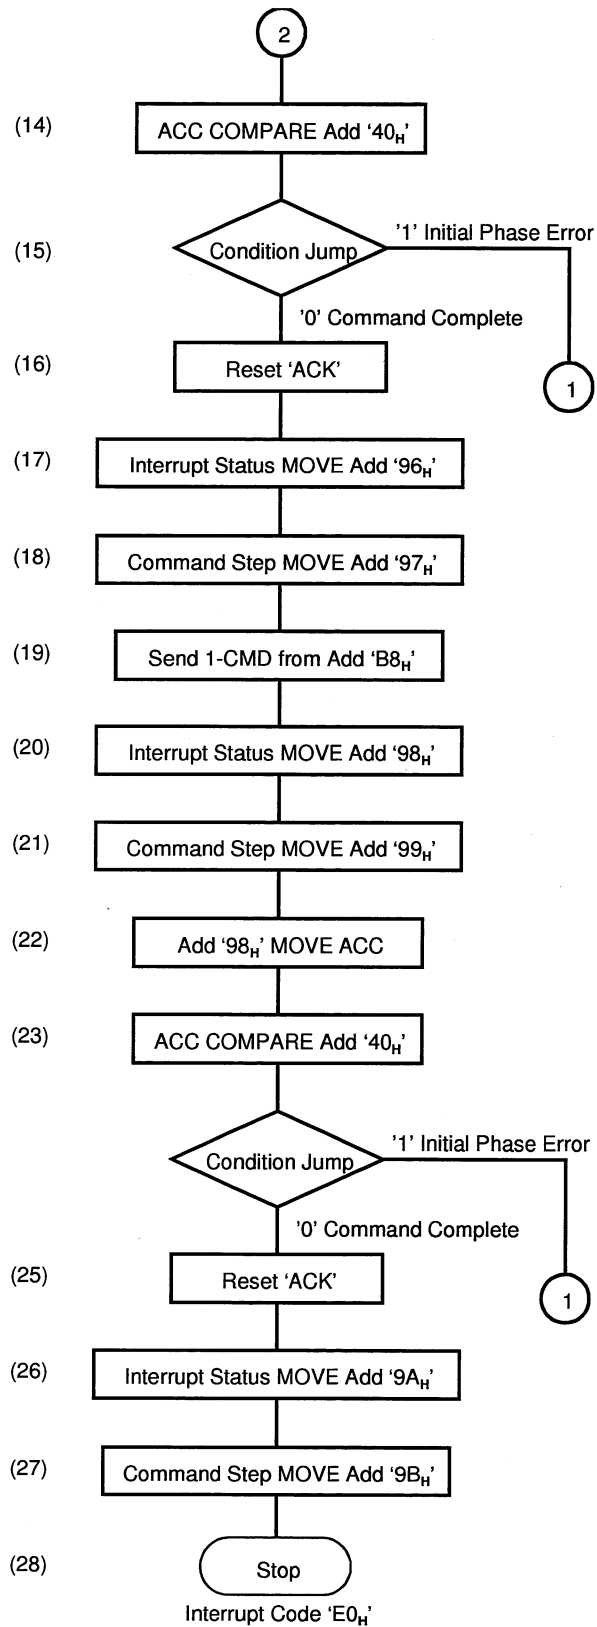 2
(14)
ACC COMPARE Add ‘40H’
(15)
Condition Jump
’1’ Initial Phase Error
’0’ Command Complete
(16)
Reset ‘ACK’
1
(17)
Interrupt Status MOVE Add ‘96H’
(18)
Command Step MOVE Add ‘97H’
(19)
Send 1-CMD from Add ‘B8H’
(20)
Interrupt Status MOVE Add ‘98H’
(21)
Command Step MOVE Add ‘99H’
(22)
Add ‘98H’ MOVE ACC
(23)
ACC COMPARE Add ‘40H’
’1’ Initial Phase Error
Condition Jump
’0’ Command Complete
(25)
Reset ‘ACK’
1
(26)
Interrupt Status MOVE Add ‘9AH’
(27)
Command Step MOVE Add ‘9BH’
(28)
Stop
Interrupt Code ‘E0H’